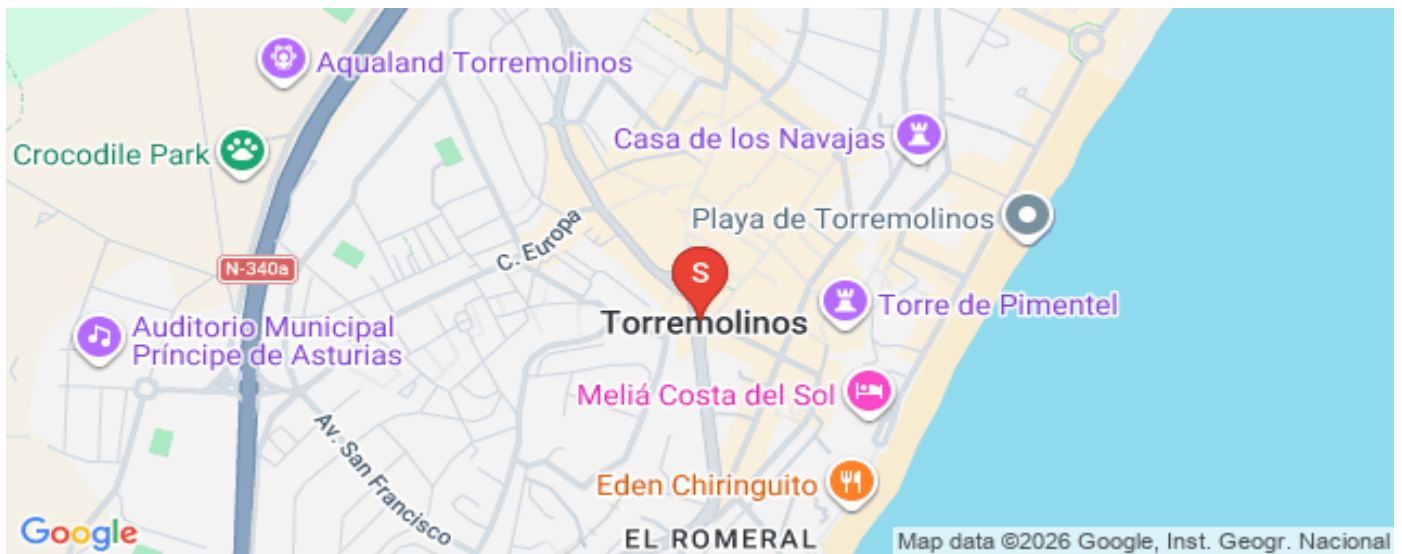 Aqualand Torremolinos
Crocodile Park
Casa de los Navajas
Playa de Torremolinos
C. Europa
N-340a
S
Torre de Pimentel
Torremolinos
Auditorio Municipal
Príncipe de Asturias
Meliá Costa del Sol
Av. San Francisco
Eden Chiringuito
EL ROMERAL
Google
Map data ©2026 Google, Inst. Geogr. Nacional